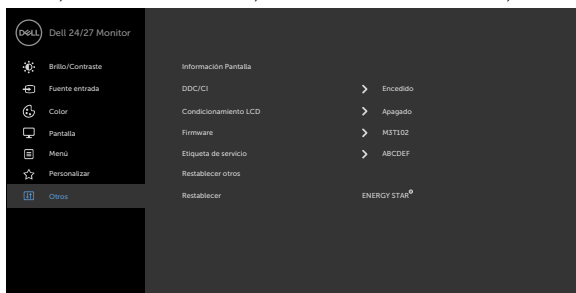 DELL Dell 24/27 Monitor
Brillo/Contraste
Fuente entrada
Color
Pantalla
Menú
Personalizar
Otros
Información Pantalla
DDC/CI Encedido
Condicionamiento LCD Apagado
Firmware M3T102
Etiqueta de servicio ABCDEF
Restablecer otros
Restablecer ENERGY STAR®